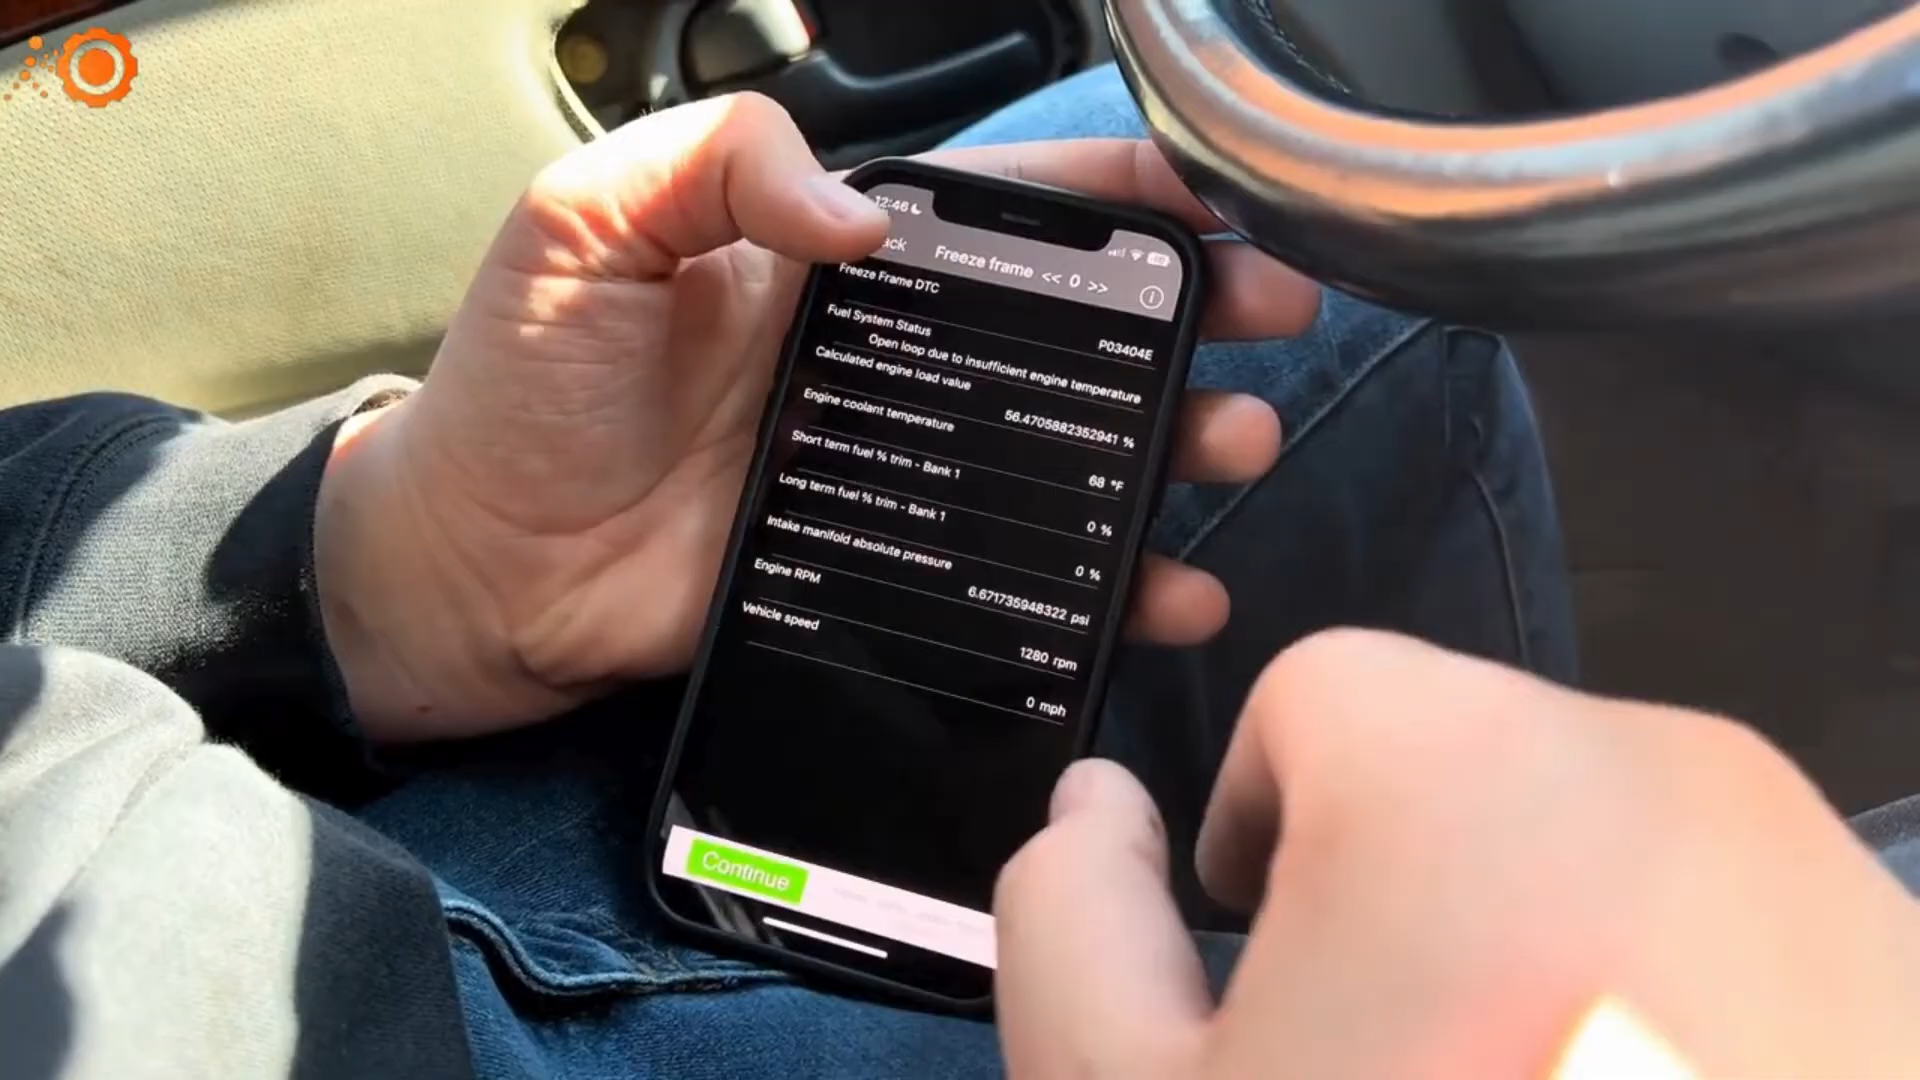 12:46
ack
Freeze frame << 0 >>
Freeze Frame DTC
P03404E
Fuel System Status
Open loop due to insufficient engine temperature
Calculated engine load value
56.4705882352941 %
Engine coolant temperature
68 °F
Short term fuel % trim - Bank 1
0 %
Long term fuel % trim - Bank 1
0 %
Intake manifold absolute pressure
6.671735948322 psi
Engine RPM
1280 rpm
Vehicle speed
0 mph
Continue